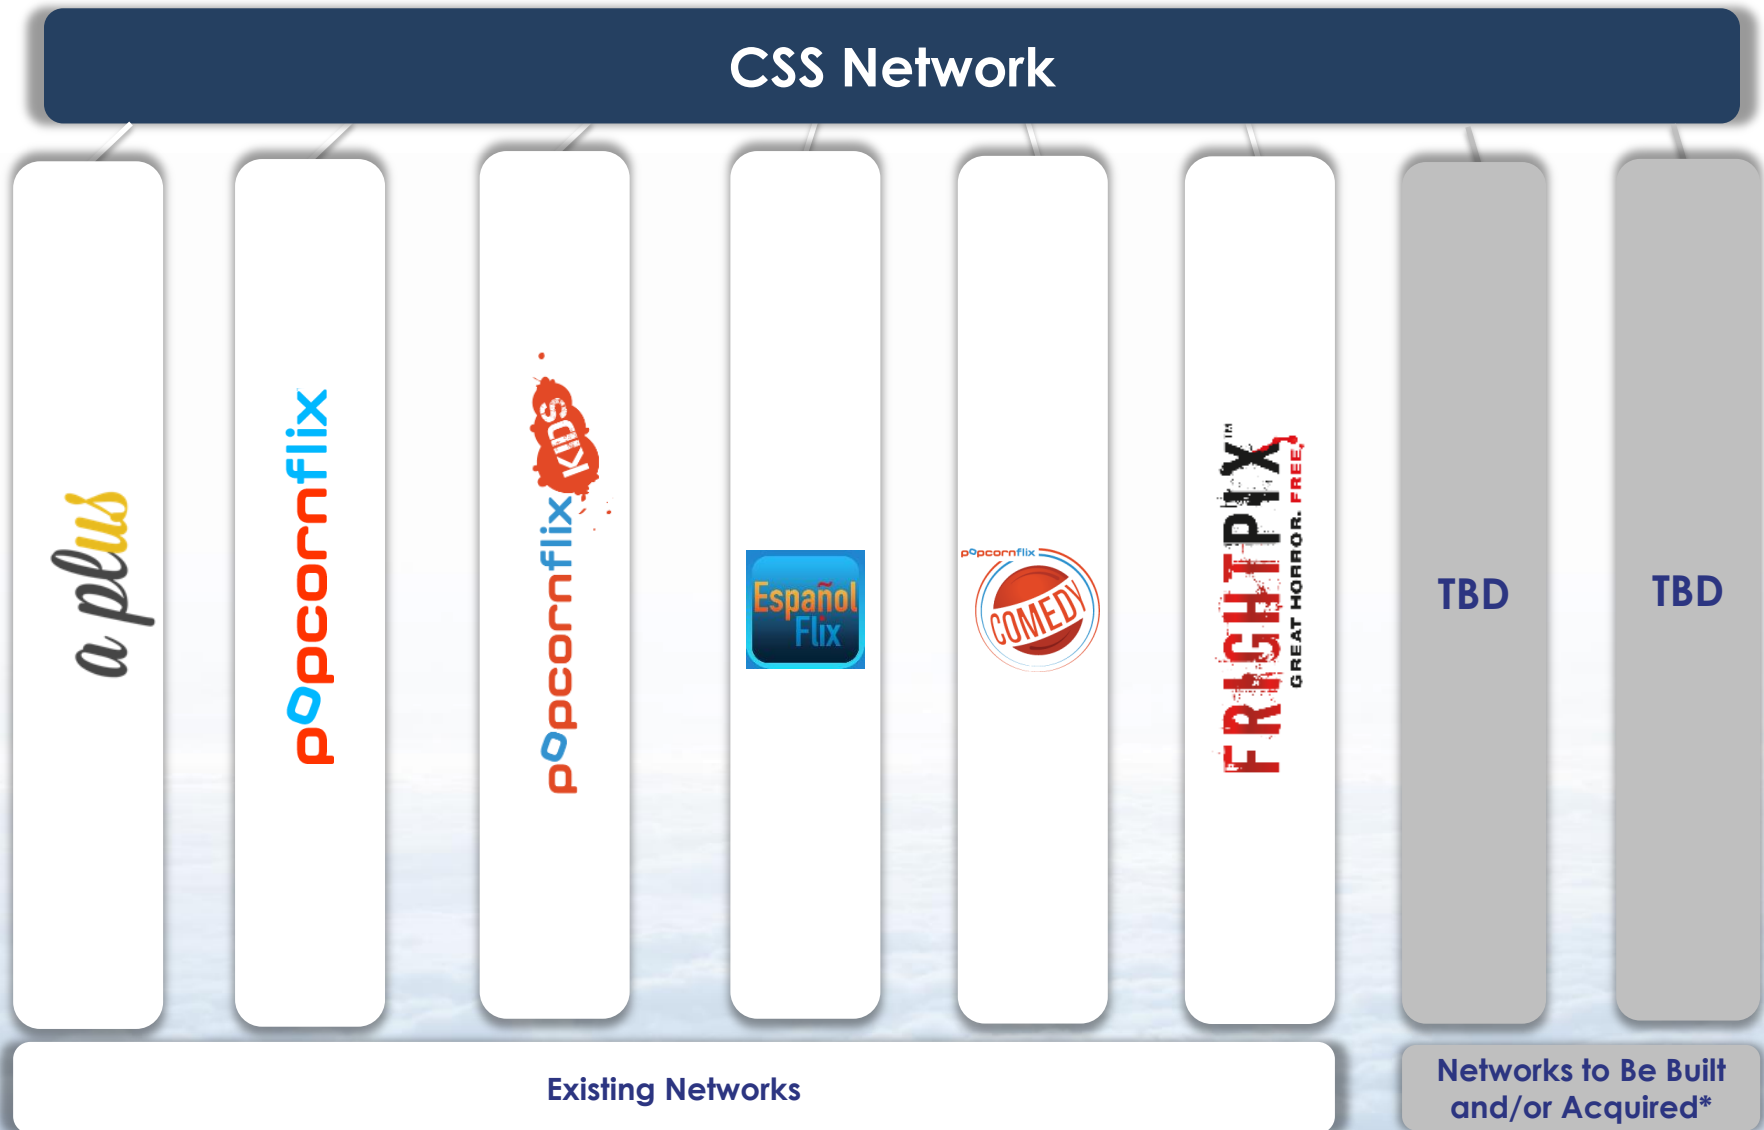 CSS Network
a plus
popcornflix
popcornflix
KIDS
Español
Flix
popcornflix
COMEDY
FRIGHTPIX™
GREAT HORROR. FREE.
TBD
TBD
Existing Networks
Networks to Be Built
and/or Acquired*